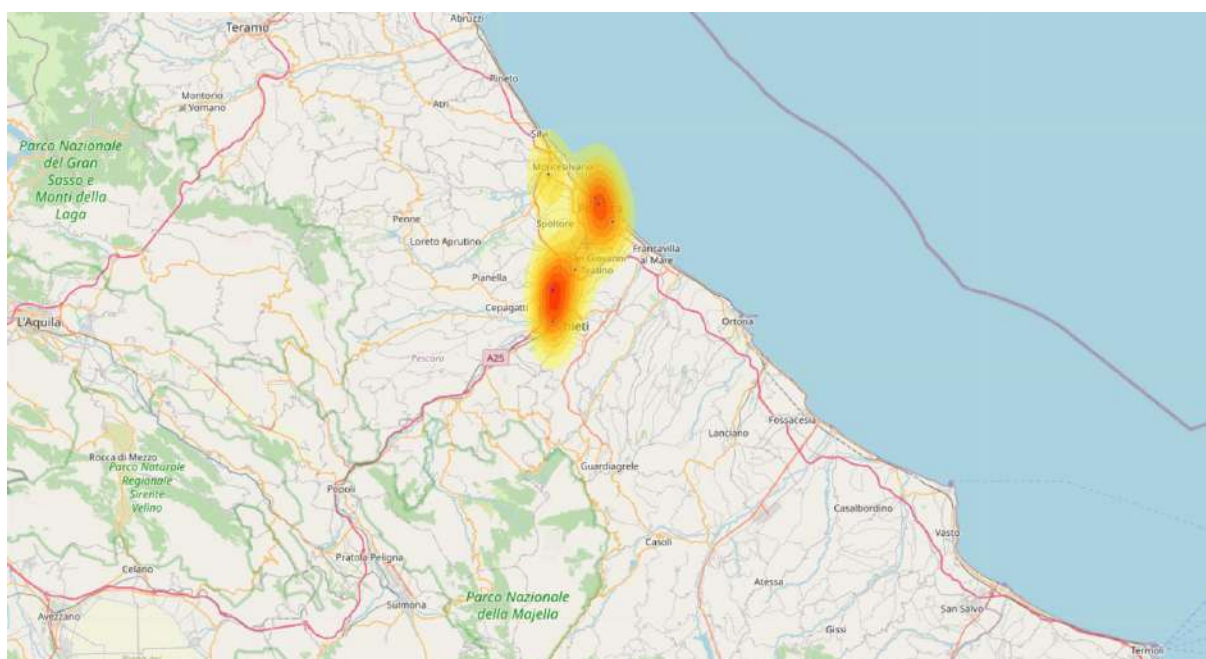 Abruzzi
Teramo
Pineto
Montorio
al Vomano
Atri
Silvi
Parco Nazionale
del Gran
Sasso e
Monti della
Laga
Montesilvano
Penne
Spoltore
Loreto Aprutino
Francavilla
al Mare
San Giovanni
Teatino
Pianella
Cepagatti
L'Aquila
Ortona
Chieti
A25
Pescara
Fossacesia
Lanciano
Rocca di Mezzo
Parco Naturale
Regionale
Sirente
Velino
Guardiagrele
Popoli
Casalbordino
Vasto
Casoli
Pratola Peligna
Celano
Atessa
Parco Nazionale
della Majella
Sulmona
San Salvo
Avezzano
Gissi
Termoli